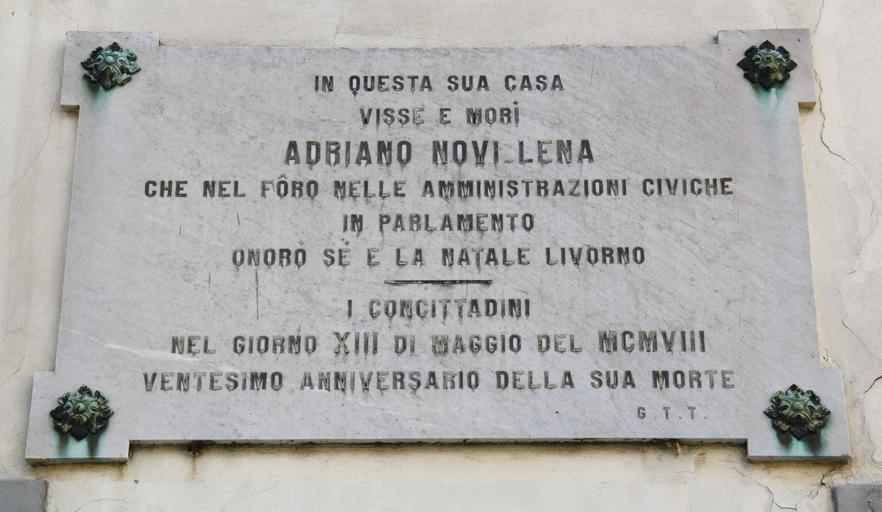 IN QUESTA SUA CASA
VISSE E MORÌ
ADRIANO NOVI-LENA
CHE NEL FÔRO NELLE AMMINISTRAZIONI CIVICHE
IN PARLAMENTO
ONORÒ SÈ E LA NATALE LIVORNO
I CONCITTADINI
NEL GIORNO XIII DI MAGGIO DEL MCMVIII
VENTESIMO ANNIVERSARIO DELLA SUA MORTE
G.T.T.